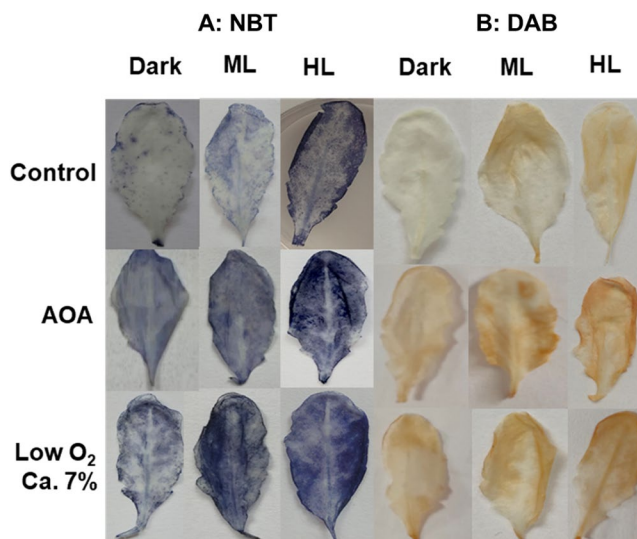 A: NBT B: DAB
Dark ML HL Dark ML HL
Control
AOA
Low O₂
Ca. 7%